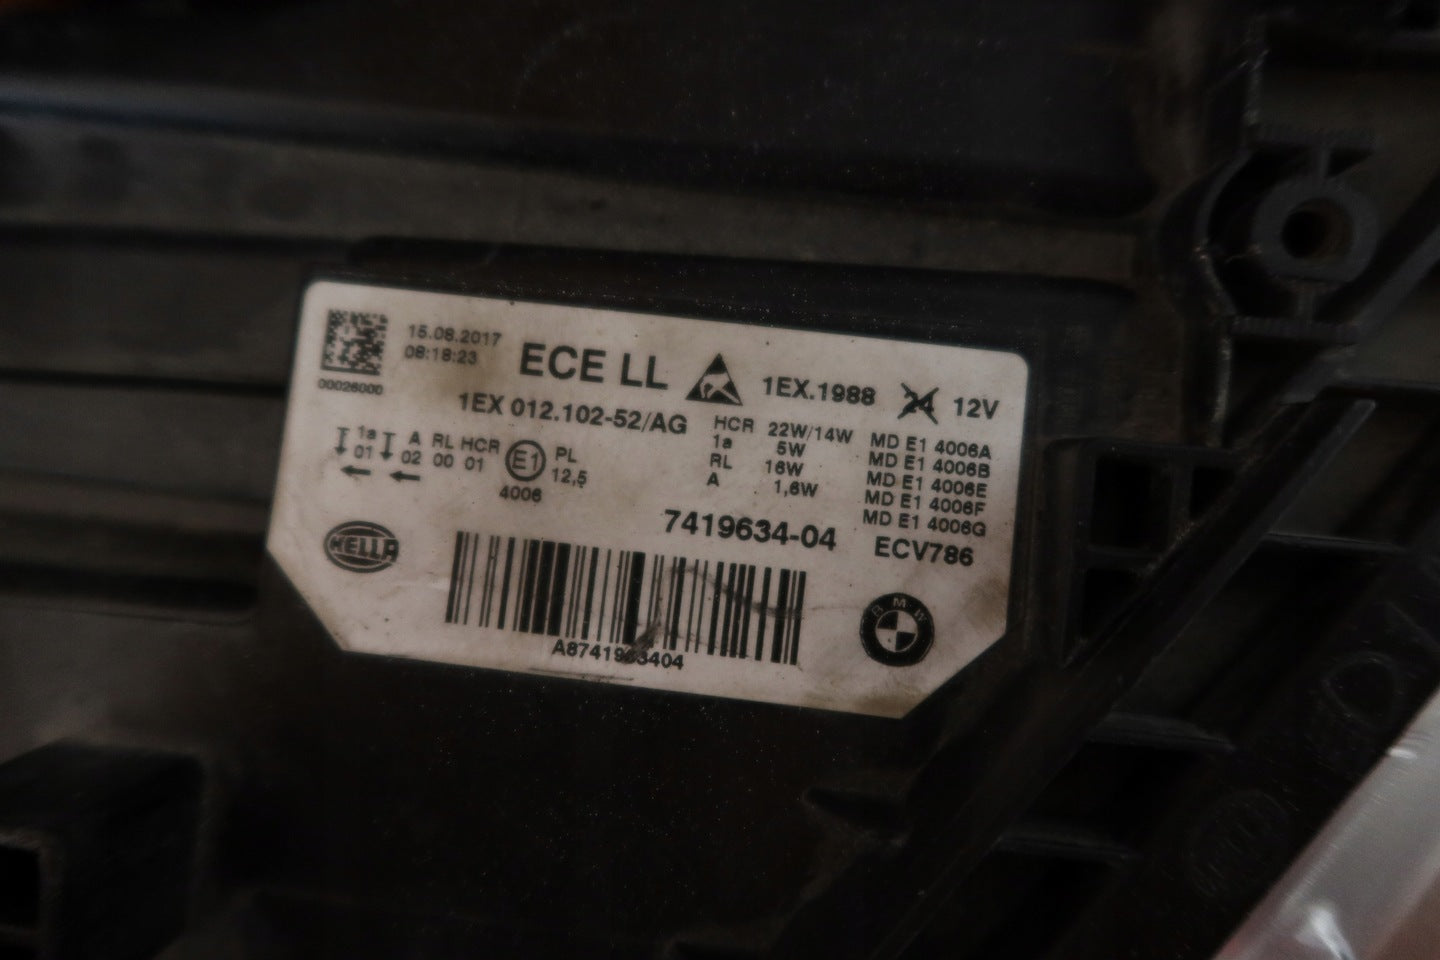 15.08.2017
08:18:23
00026000
ECE LL
1EX.1988
24 12V
1EX 012.102-52/AG
1a A RL HCR
01 02 00 01
E1
4006
PL
12,5
HCR 22W/14W
1a 5W
RL 16W
A 1,6W
MD E1 4006A
MD E1 4006B
MD E1 4006E
MD E1 4006F
MD E1 4006G
7419634-04
ECV786
HELLA
A8741963404
BMW